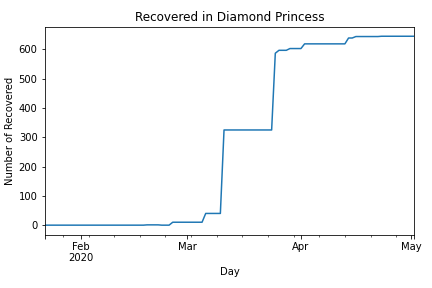 Recovered in Diamond Princess
Number of Recovered
600
500
400
300
200
100
0
Feb
2020
Mar
Apr
May
Day